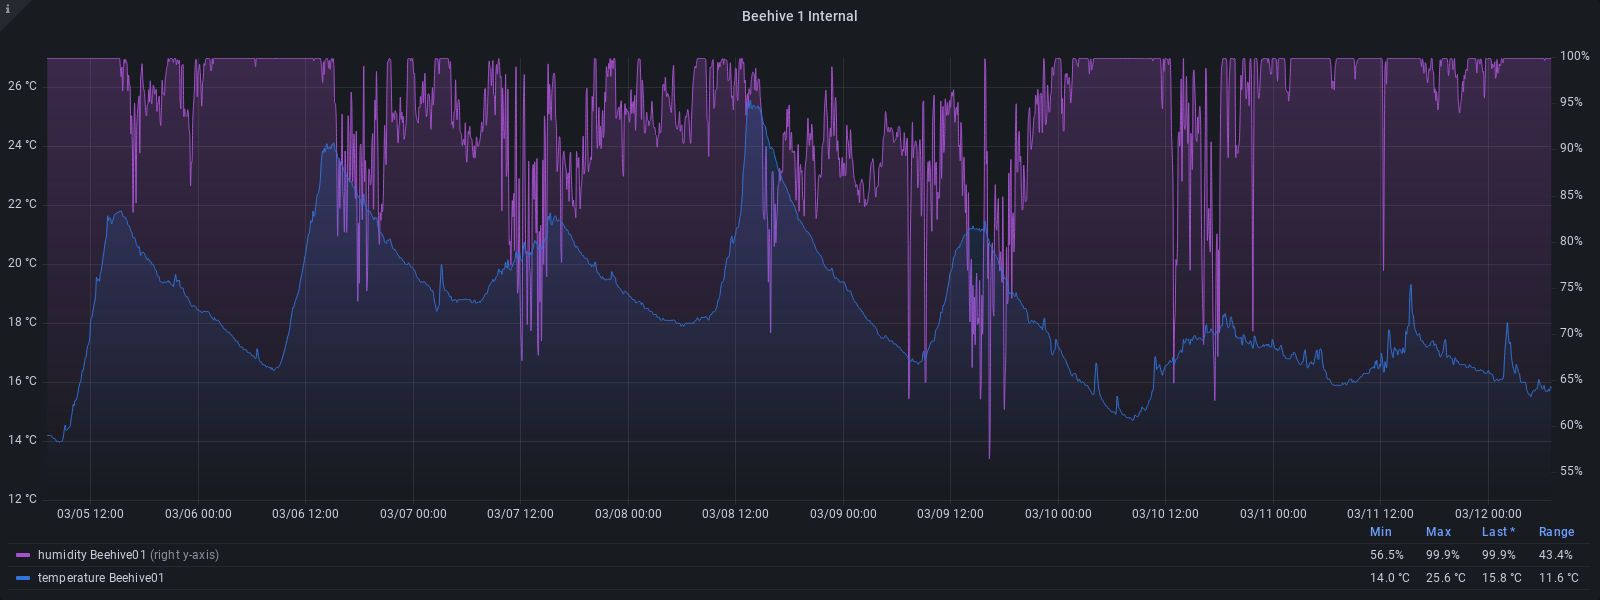 i
Beehive 1 Internal
26 °C
24 °C
22 °C
20 °C
18 °C
16 °C
14 °C
12 °C
100%
95%
90%
85%
80%
75%
70%
65%
60%
55%
03/05 12:00 03/06 00:00 03/06 12:00 03/07 00:00 03/07 12:00 03/08 00:00 03/08 12:00 03/09 00:00 03/09 12:00 03/10 00:00 03/10 12:00 03/11 00:00 03/11 12:00 03/12 00:00
Min Max Last * Range
humidity Beehive01 (right y-axis) 56.5% 99.9% 99.9% 43.4%
temperature Beehive01 14.0 °C 25.6 °C 15.8 °C 11.6 °C